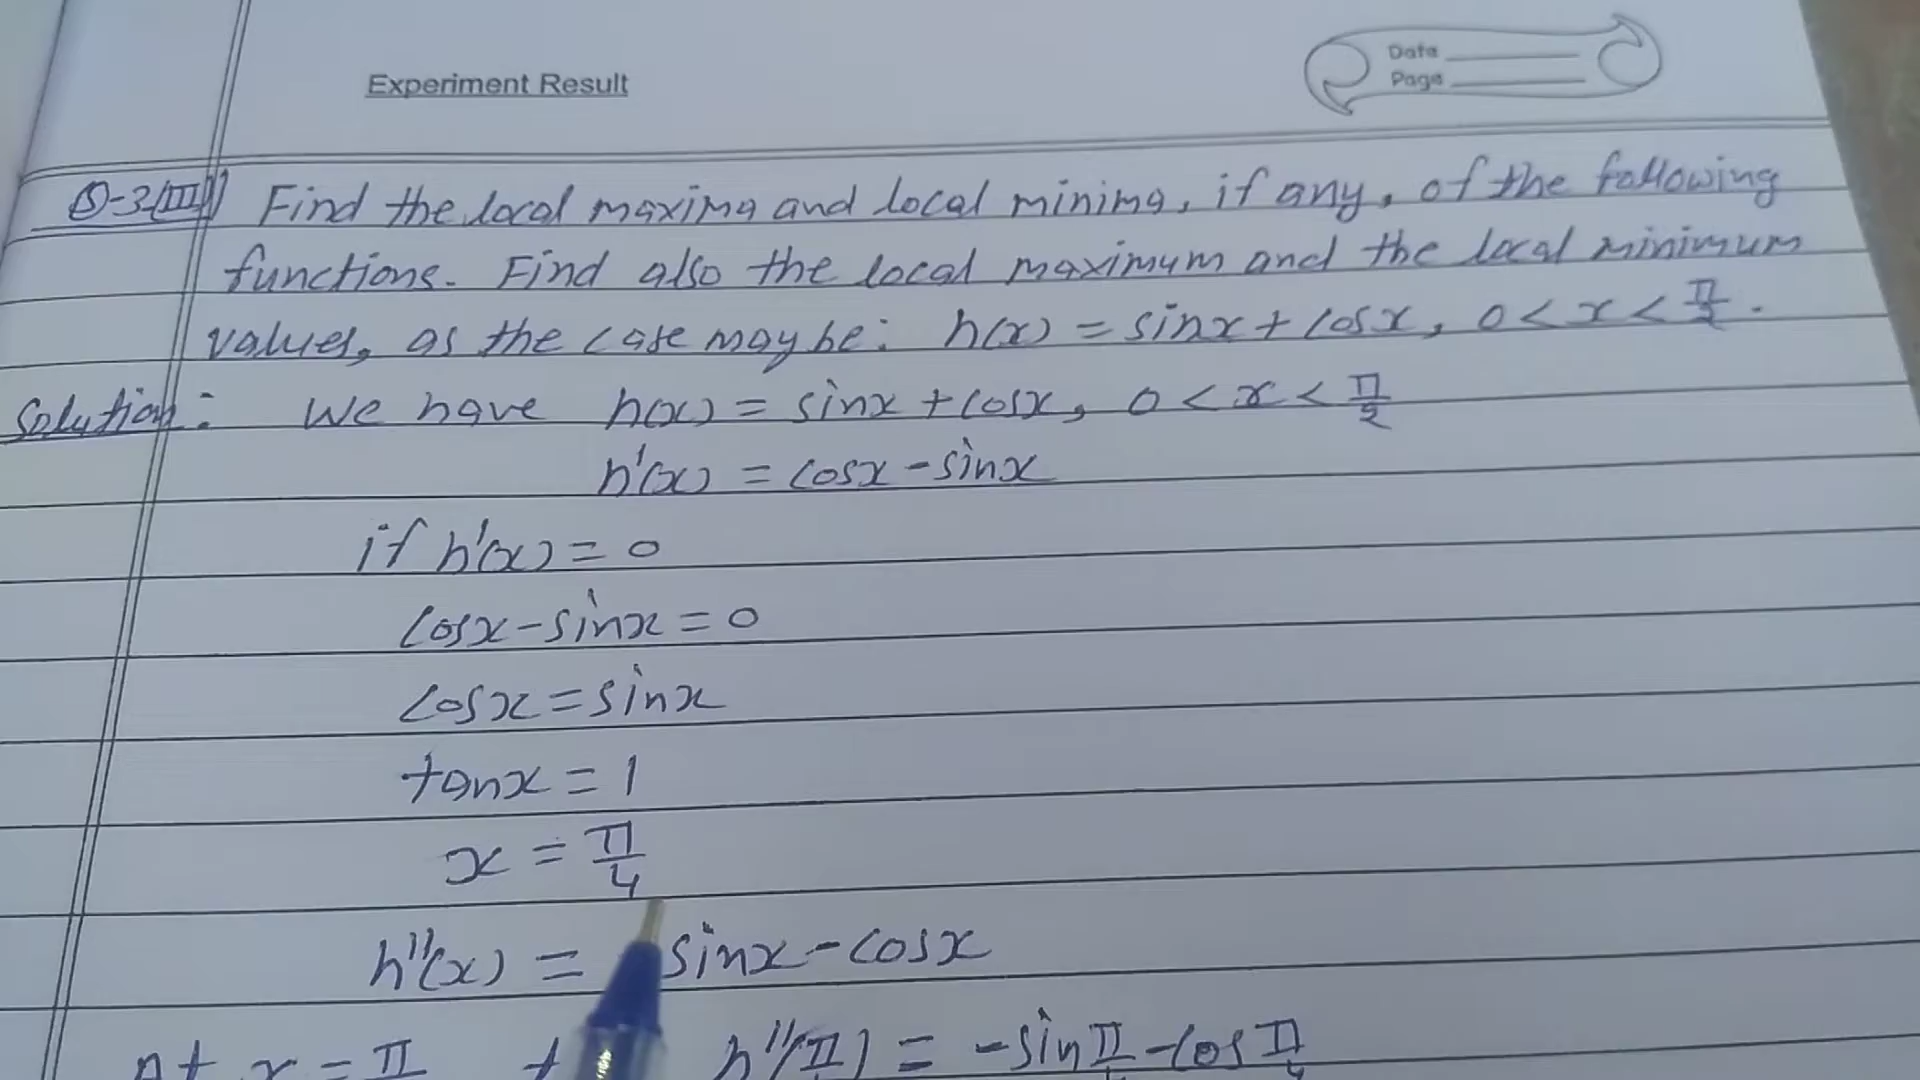 Experiment Result
Date
Page
Q-3(III) Find the local maxima and local minima, if any, of the following
functions. Find also the local maximum and the local minimum
values, as the case may be: h(x) = sinx + cosx, 0 < x < π/2.
Solution: We have h(x) = sinx + cosx, 0 < x < π/2
h'(x) = cosx - sinx
if h'(x) = 0
cosx - sinx = 0
cosx = sinx
tanx = 1
x = π/4
h''(x) = sinx - cosx
At x = π h''(π) = -sin π - cos π